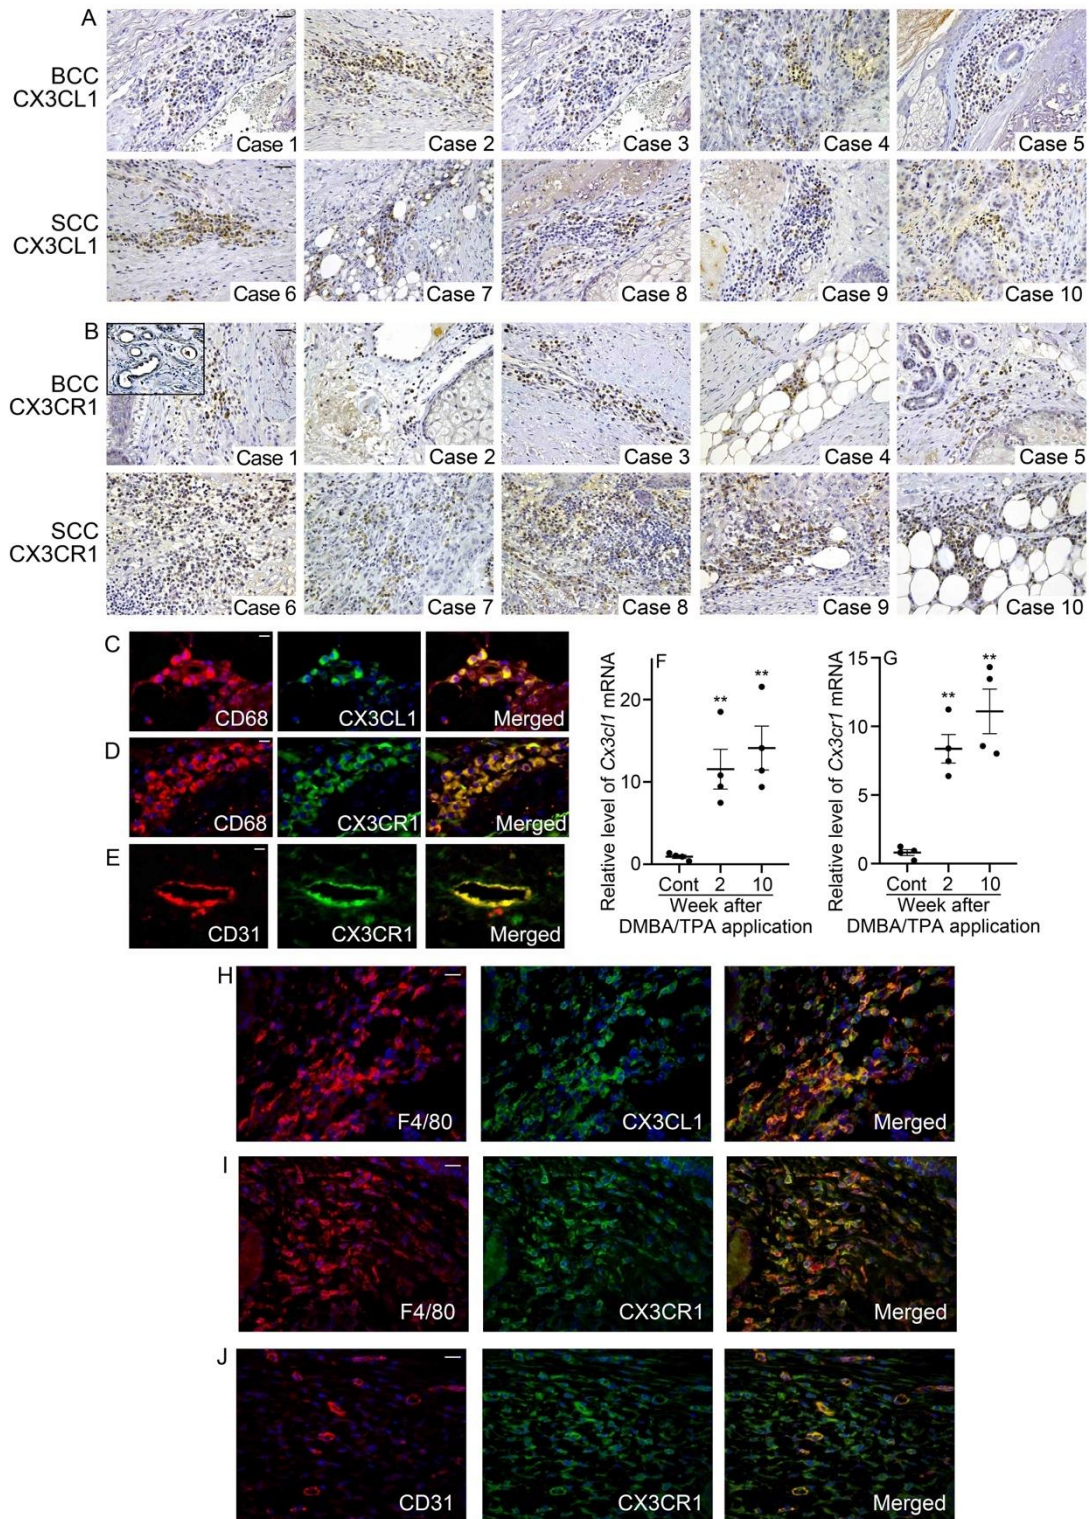 A
BCC
CX3CL1
Case 1
Case 2
Case 3
Case 4
Case 5
SCC
CX3CL1
Case 6
Case 7
Case 8
Case 9
Case 10
B
BCC
CX3CR1
Case 1
Case 2
Case 3
Case 4
Case 5
SCC
CX3CR1
Case 6
Case 7
Case 8
Case 9
Case 10
C
CD68
CX3CL1
Merged
D
CD68
CX3CR1
Merged
E
CD31
CX3CR1
Merged
F
Relative level of Cx3cl1 mRNA
20
10
0
**
**
Cont 2 10
Week after
DMBA/TPA application
G
Relative level of Cx3cr1 mRNA
15
10
5
0
**
**
Cont 2 10
Week after
DMBA/TPA application
H
F4/80
CX3CL1
Merged
I
F4/80
CX3CR1
Merged
J
CD31
CX3CR1
Merged